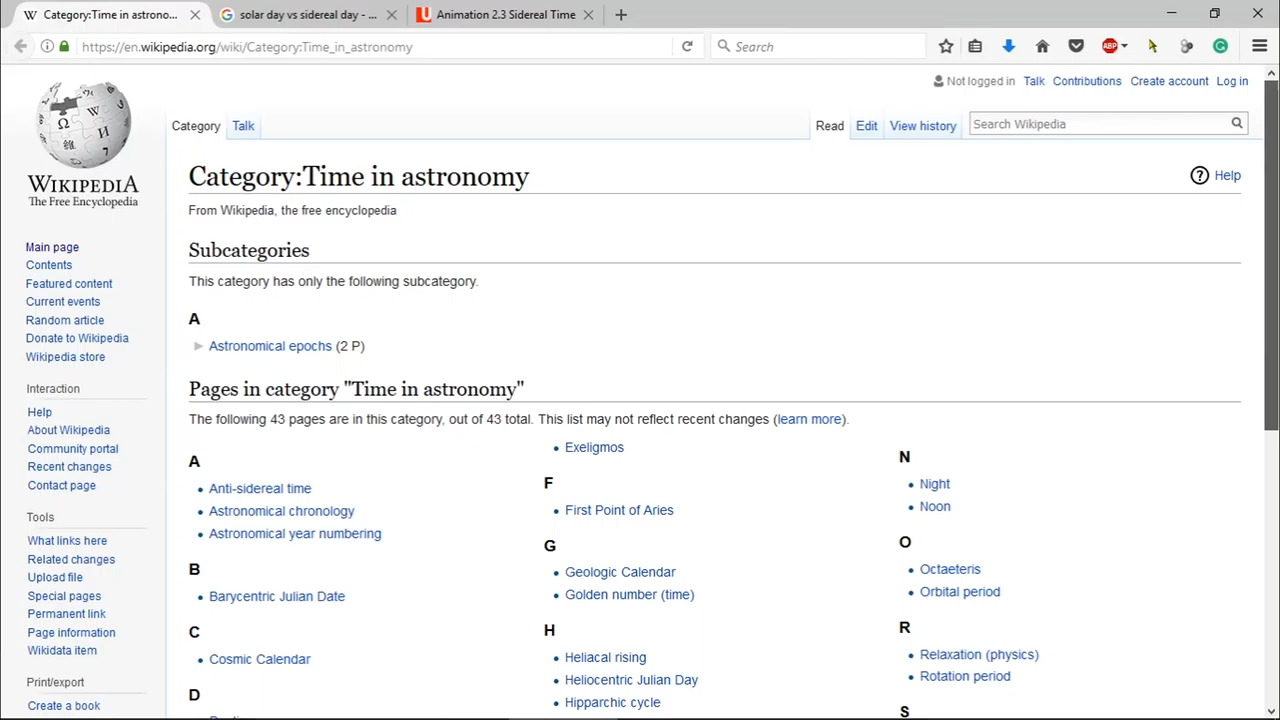 Category:Time in astrono...
solar day vs sidereal day - ...
Animation 2.3 Sidereal Time
https://en.wikipedia.org/wiki/Category:Time_in_astronomy
Search
ABP
Not logged in Talk Contributions Create account Log in
Category Talk
Read Edit View history
Search Wikipedia
WIKIPEDIA
The Free Encyclopedia
Main page
Contents
Featured content
Current events
Random article
Donate to Wikipedia
Wikipedia store
Interaction
Help
About Wikipedia
Community portal
Recent changes
Contact page
Tools
What links here
Related changes
Upload file
Special pages
Permanent link
Page information
Wikidata item
Print/export
Create a book
Category:Time in astronomy
Help
From Wikipedia, the free encyclopedia
Subcategories
This category has only the following subcategory.
A
Astronomical epochs (2 P)
Pages in category "Time in astronomy"
The following 43 pages are in this category, out of 43 total. This list may not reflect recent changes (learn more).
A
Anti-sidereal time
Astronomical chronology
Astronomical year numbering
B
Barycentric Julian Date
C
Cosmic Calendar
D
Exeligmos
F
First Point of Aries
G
Geologic Calendar
Golden number (time)
H
Heliacal rising
Heliocentric Julian Day
Hipparchic cycle
N
Night
Noon
O
Octaeteris
Orbital period
R
Relaxation (physics)
Rotation period
S